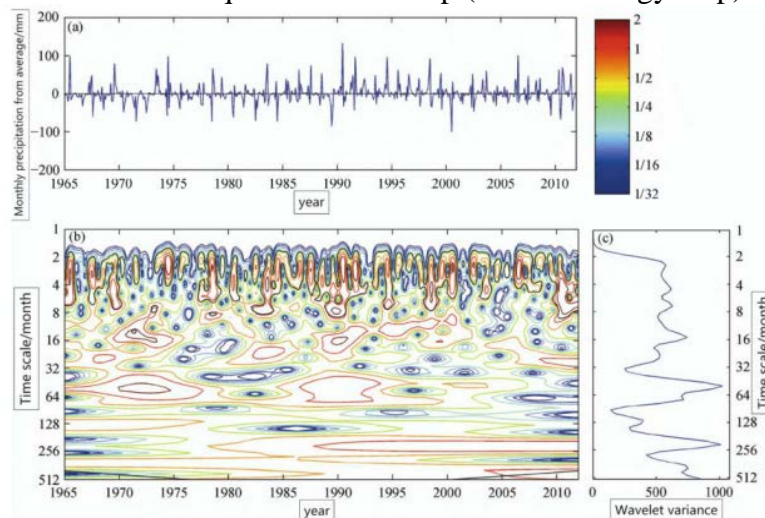 200
100
0
−100
−200
Monthly precipitation from average/mm
(a)
1965 1970 1975 1980 1985 1990 1995 2000 2005 2010
year
2
1
1/2
1/4
1/8
1/16
1/32
1
2
4
8
16
32
64
128
256
512
Time scale/month
(b)
1965 1970 1975 1980 1985 1990 1995 2000 2005 2010
year
(c)
1
2
4
8
16
32
64
128
256
512
Time scale/month
0 500 1000
Wavelet variance